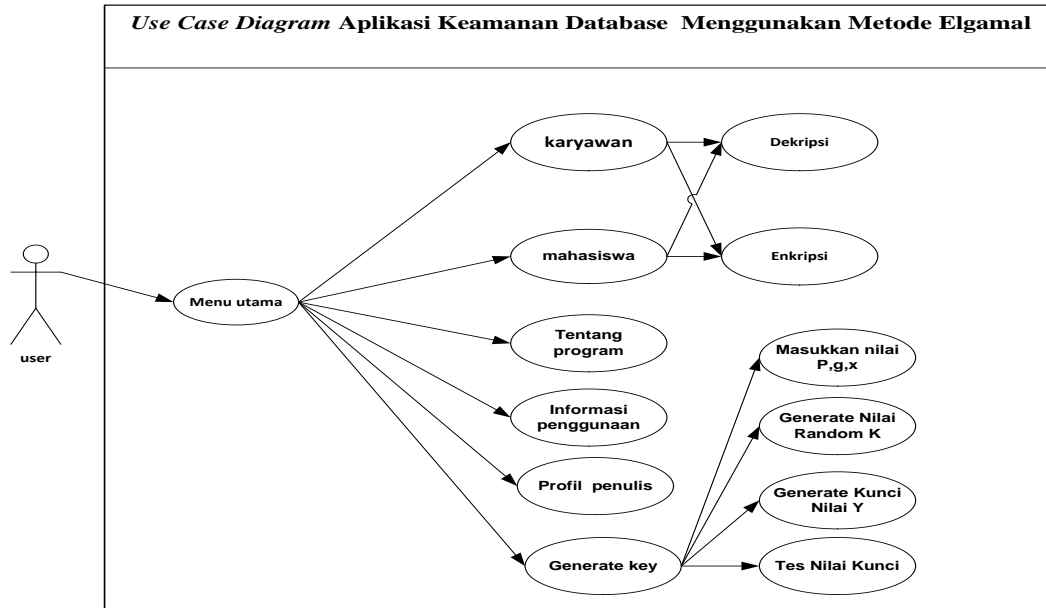 Use Case Diagram Aplikasi Keamanan Database Menggunakan Metode Elgamal
karyawan
Dekripsi
mahasiswa
Enkripsi
Menu utama
user
Tentang
program
Masukkan nilai
P,g,x
Informasi
penggunaan
Generate Nilai
Random K
Profil penulis
Generate Kunci
Nilai Y
Generate key
Tes Nilai Kunci